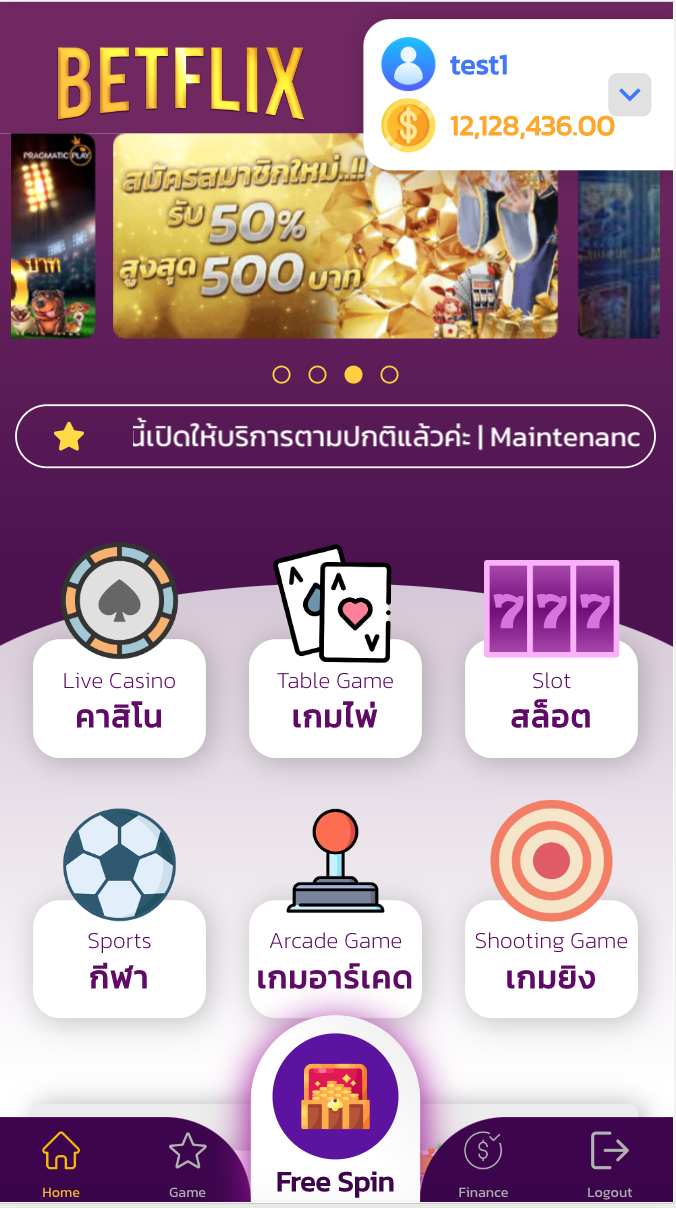 BETFLIX
test1
12,128,436.00
PRAGMATIC PLAY
บาท
สมัครสมาชิกใหม่..!!
รับ 50%
สูงสุด 500 บาท
นี้เปิดให้บริการตามปกติแล้วค่ะ | Maintenanc
Live Casino
คาสิโน
Table Game
เกมไพ่
Slot
สล็อต
777
Sports
กีฬา
Arcade Game
เกมอาร์เคด
Shooting Game
เกมยิง
Home
Game
Free Spin
Finance
Logout